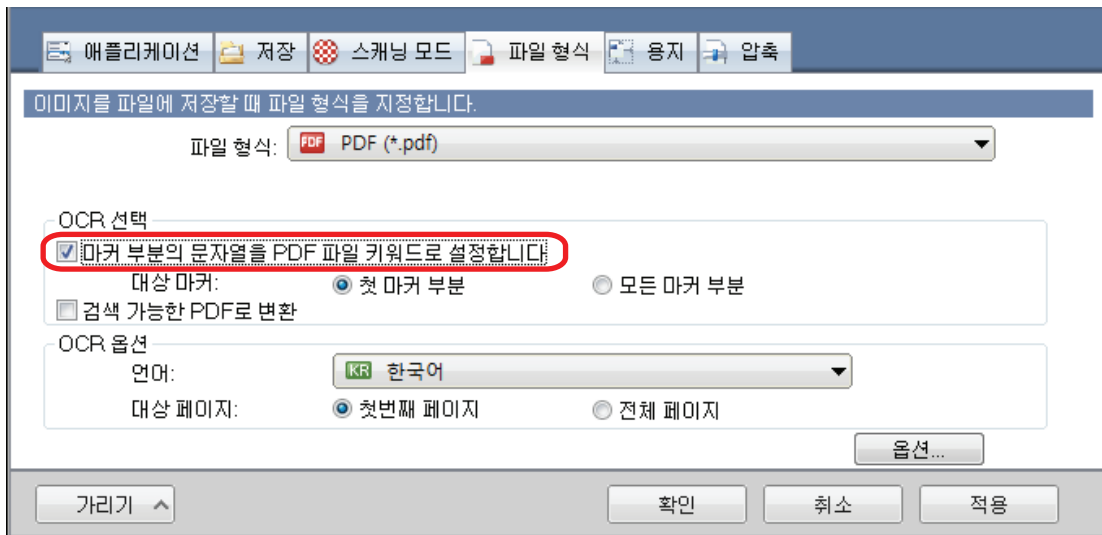 애플리케이션 저장 스캐닝 모드 파일 형식 용지 압축
이미지를 파일에 저장할 때 파일 형식을 지정합니다.
파일 형식: PDF PDF (*.pdf)
OCR 선택
마커 부분의 문자열을 PDF 파일 키워드로 설정합니다
대상 마커: 첫 마커 부분 모든 마커 부분
검색 가능한 PDF로 변환
OCR 옵션
언어: KR 한국어
대상 페이지: 첫번째 페이지 전체 페이지
옵션...
가리기 확인 취소 적용